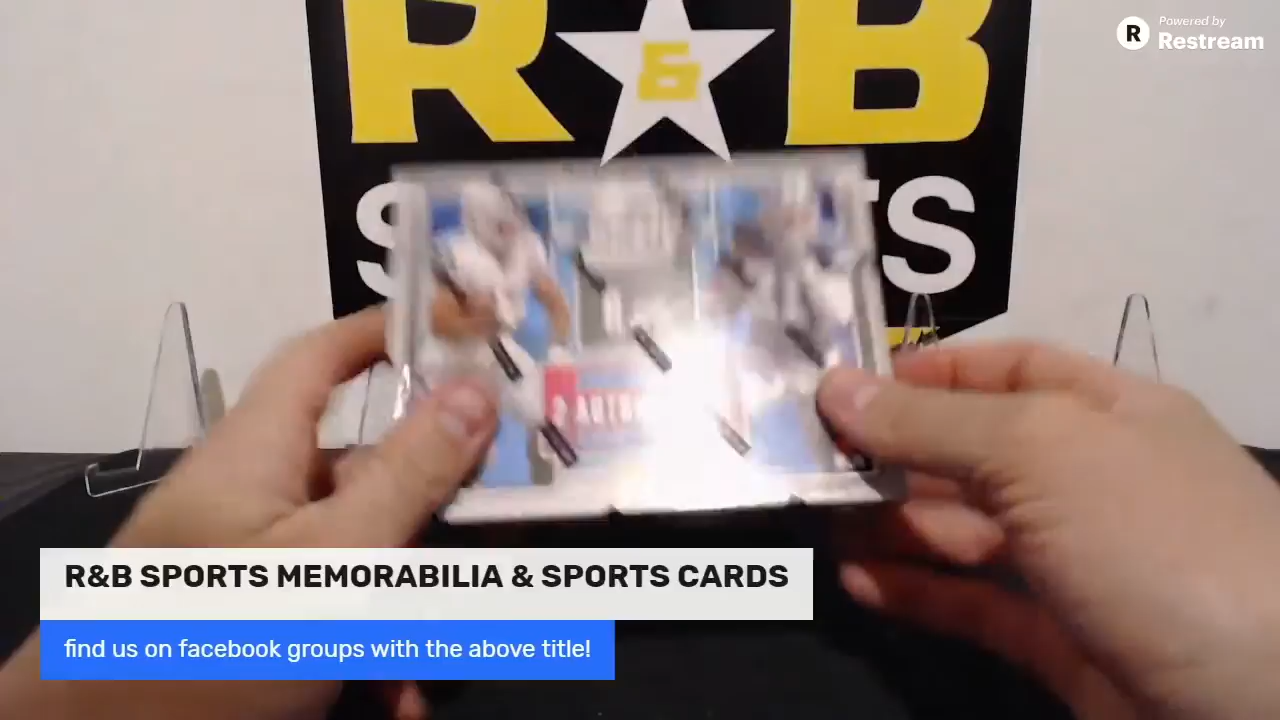 Powered by
R Restream
R & B
R&B SPORTS MEMORABILIA & SPORTS CARDS
find us on facebook groups with the above title!